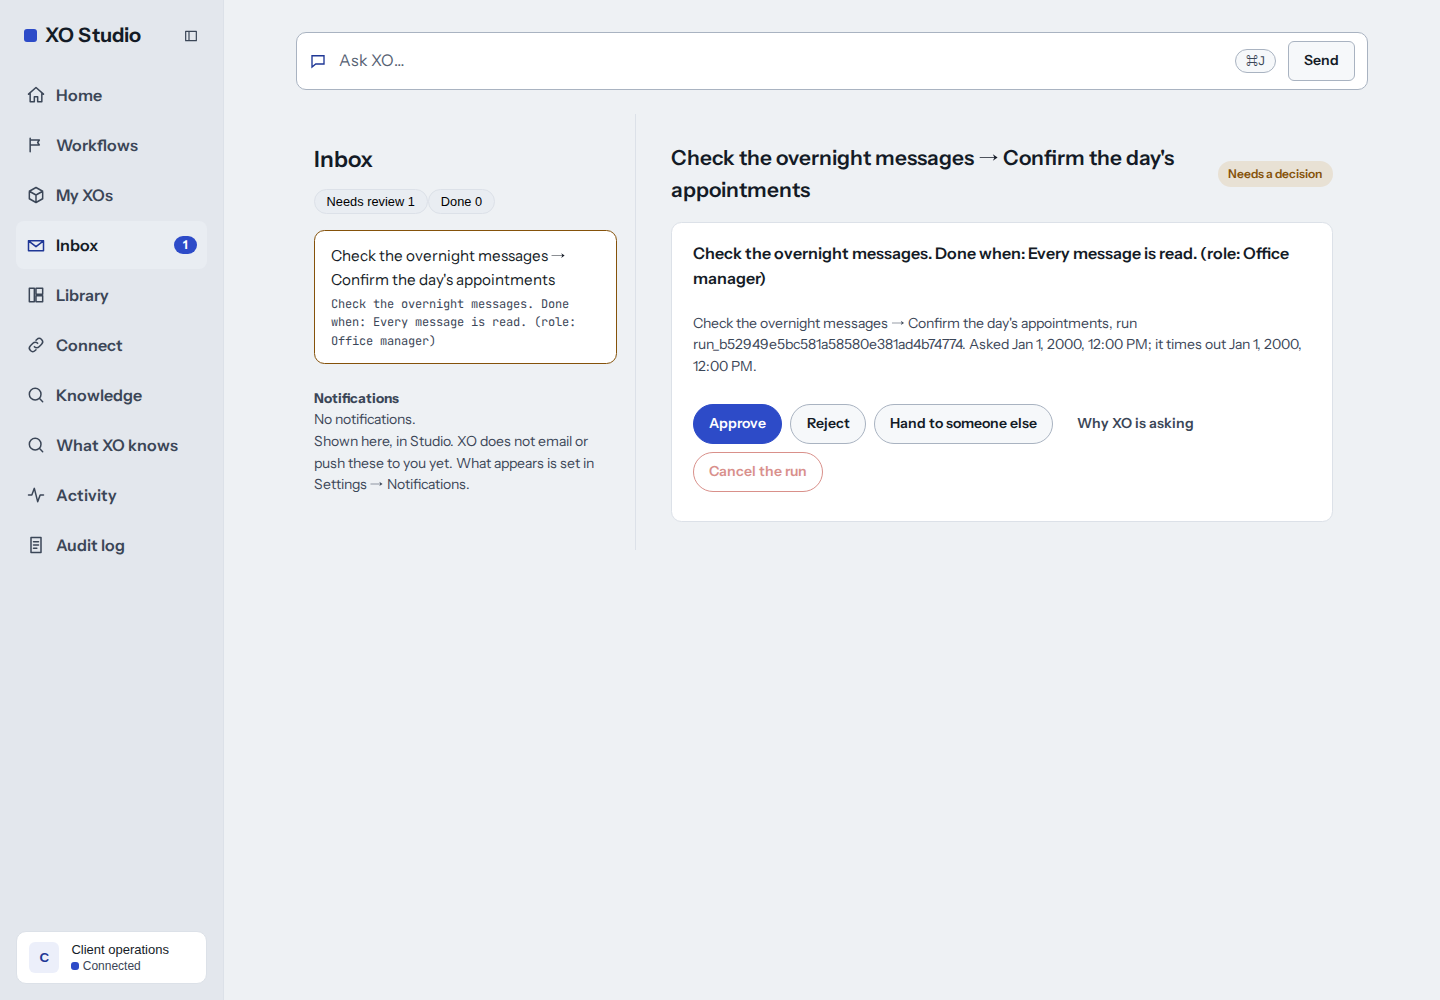 XO Studio
Home
Workflows
My XOs
Inbox
1
Library
Connect
Knowledge
What XO knows
Activity
Audit log
C
Client operations
Connected
Ask XO...
⌘J
Send
Inbox
Needs review 1
Done 0
Check the overnight messages →
Confirm the day's appointments
Check the overnight messages. Done
when: Every message is read. (role:
Office manager)
Notifications
No notifications.
Shown here, in Studio. XO does not email or
push these to you yet. What appears is set in
Settings → Notifications.
Check the overnight messages → Confirm the day's
appointments
Needs a decision
Check the overnight messages. Done when: Every message is read. (role: Office
manager)
Check the overnight messages → Confirm the day's appointments, run
run_b52949e5bc581a58580e381ad4b74774. Asked Jan 1, 2000, 12:00 PM; it times out Jan 1, 2000,
12:00 PM.
Approve
Reject
Hand to someone else
Why XO is asking
Cancel the run